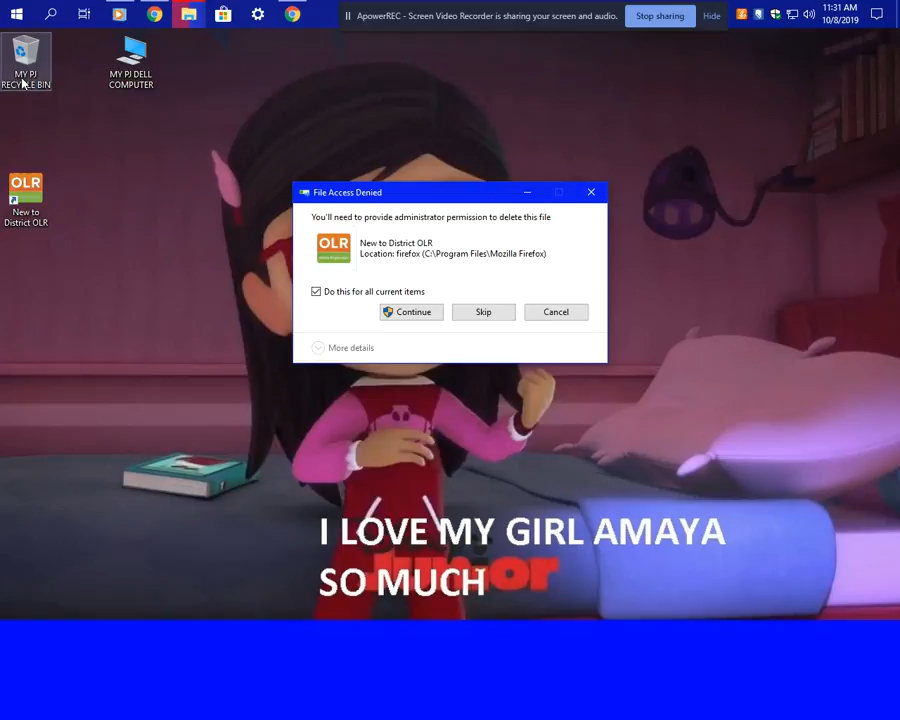 ApowerREC - Screen Video Recorder is sharing your screen and audio.
Stop sharing
Hide
11:31 AM
10/8/2019
MY PJ
RECYCLE BIN
MY PJ DELL
COMPUTER
OLR
New to
District OLR
File Access Denied
You'll need to provide administrator permission to delete this file
OLR
New to District OLR
Location: firefox (C:\Program Files\Mozilla Firefox)
Do this for all current items
Continue
Skip
Cancel
More details
I LOVE MY GIRL AMAYA
SO MUCH